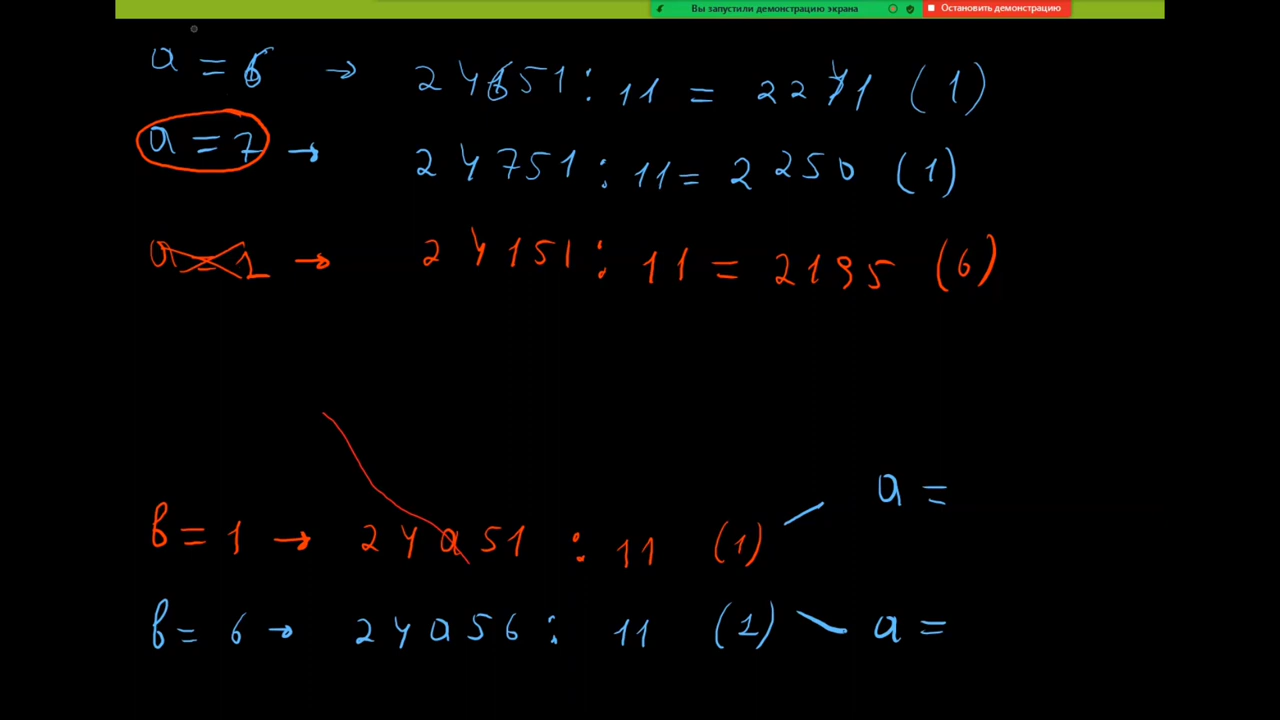 Вы запустили демонстрацию экрана Остановить демонстрацию
a = 6 → 24651 : 11 = 2241 (1)
a = 7 → 24751 : 11 = 2250 (1)
a = 1 → 24151 : 11 = 2195 (6)
a =
b = 1 → 24a51 : 11 (1)
b = 6 → 24a56 : 11 (1) a =